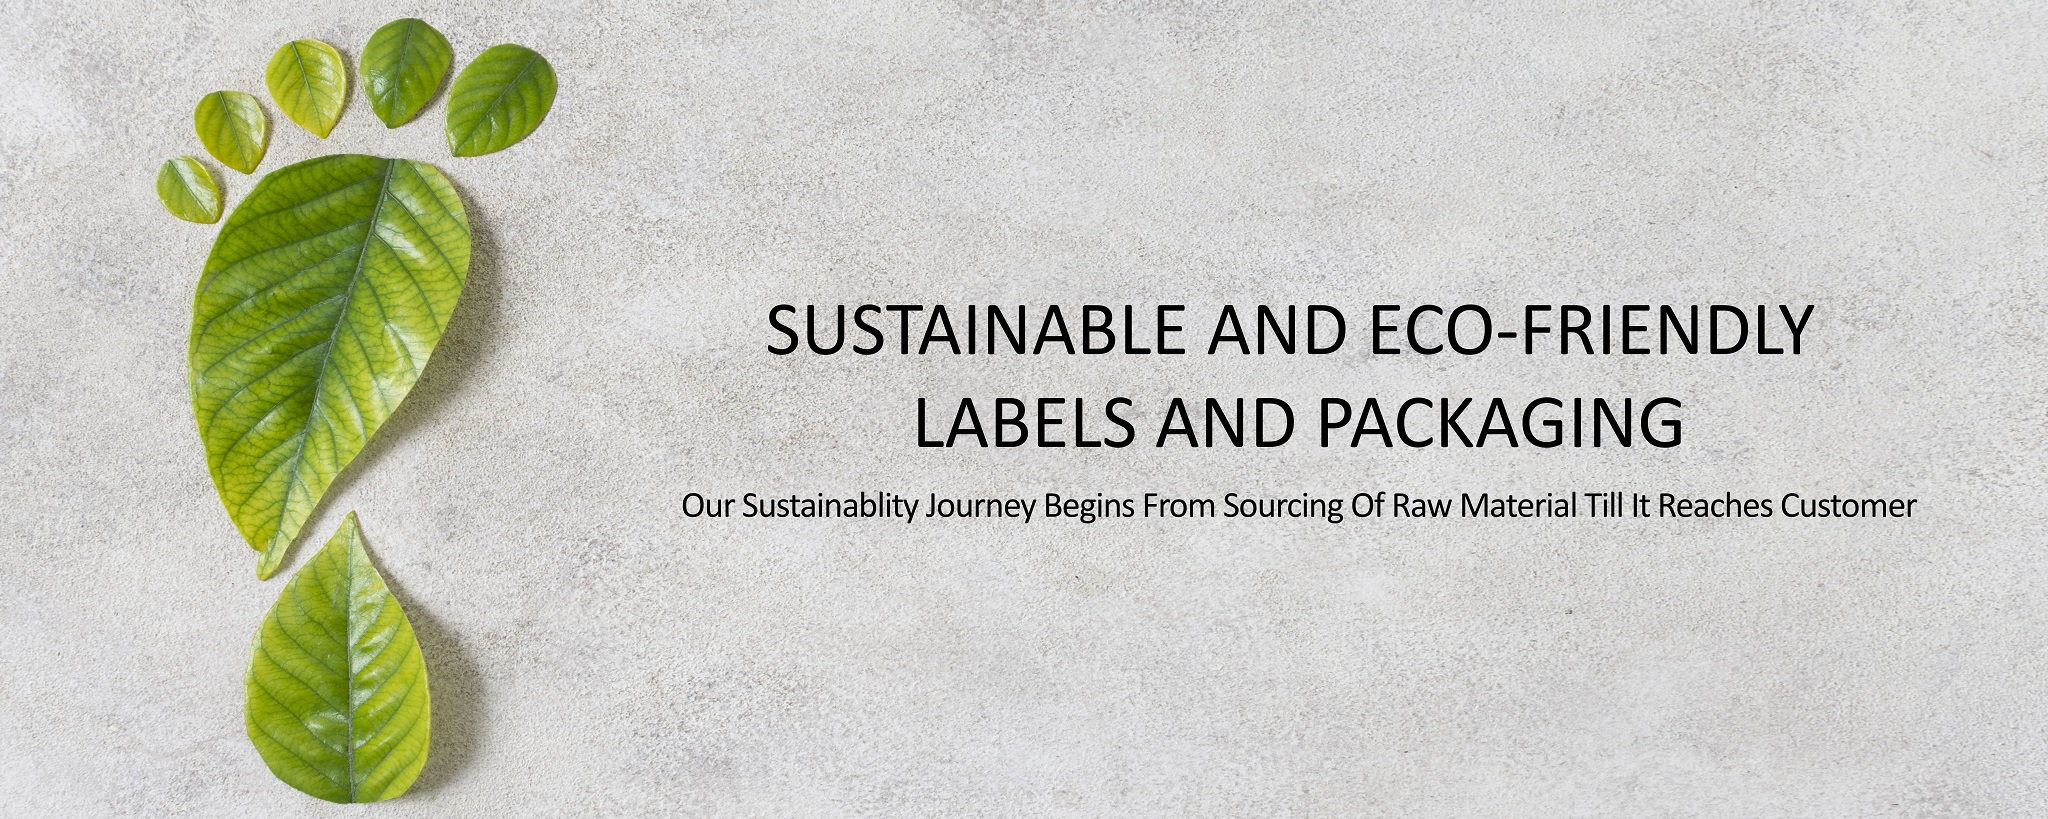 SUSTAINABLE AND ECO-FRIENDLY
LABELS AND PACKAGING
Our Sustainablity Journey Begins From Sourcing Of Raw Material Till It Reaches Customer